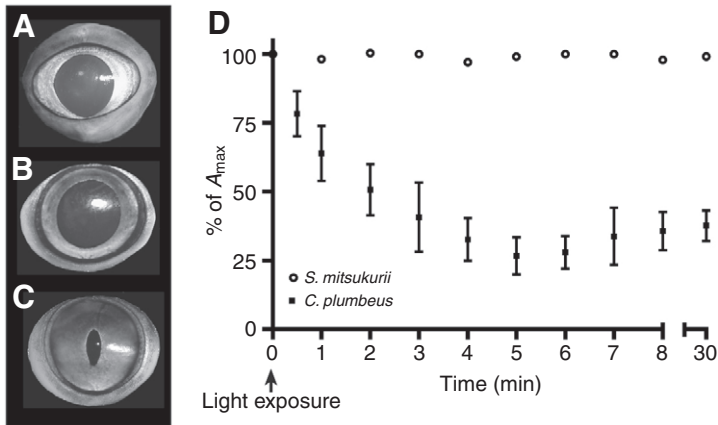 A
B
C
D
100
75
50
25
0
% of Amax
S. mitsukurii
C. plumbeus
0 1 2 3 4 5 6 7 8 30
Time (min)
Light exposure